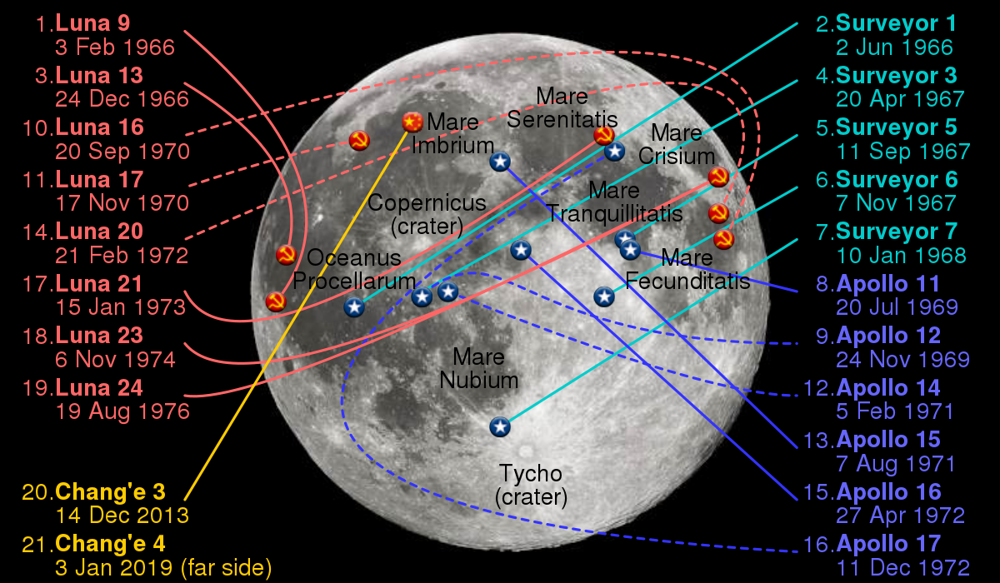 1. Luna 9
3 Feb 1966
3. Luna 13
24 Dec 1966
10. Luna 16
20 Sep 1970
11. Luna 17
17 Nov 1970
14. Luna 20
21 Feb 1972
17. Luna 21
15 Jan 1973
18. Luna 23
6 Nov 1974
19. Luna 24
19 Aug 1976
20. Chang'e 3
14 Dec 2013
21. Chang'e 4
3 Jan 2019 (far side)
Mare
Serenitatis
Mare
Imbrium
Mare
Crisium
Mare
Tranquillitatis
Copernicus
(crater)
Oceanus
Procellarum
Mare
Fecunditatis
Mare
Nubium
Tycho
(crater)
2. Surveyor 1
2 Jun 1966
4. Surveyor 3
20 Apr 1967
5. Surveyor 5
11 Sep 1967
6. Surveyor 6
7 Nov 1967
7. Surveyor 7
10 Jan 1968
8. Apollo 11
20 Jul 1969
9. Apollo 12
24 Nov 1969
12. Apollo 14
5 Feb 1971
13. Apollo 15
7 Aug 1971
15. Apollo 16
27 Apr 1972
16. Apollo 17
11 Dec 1972